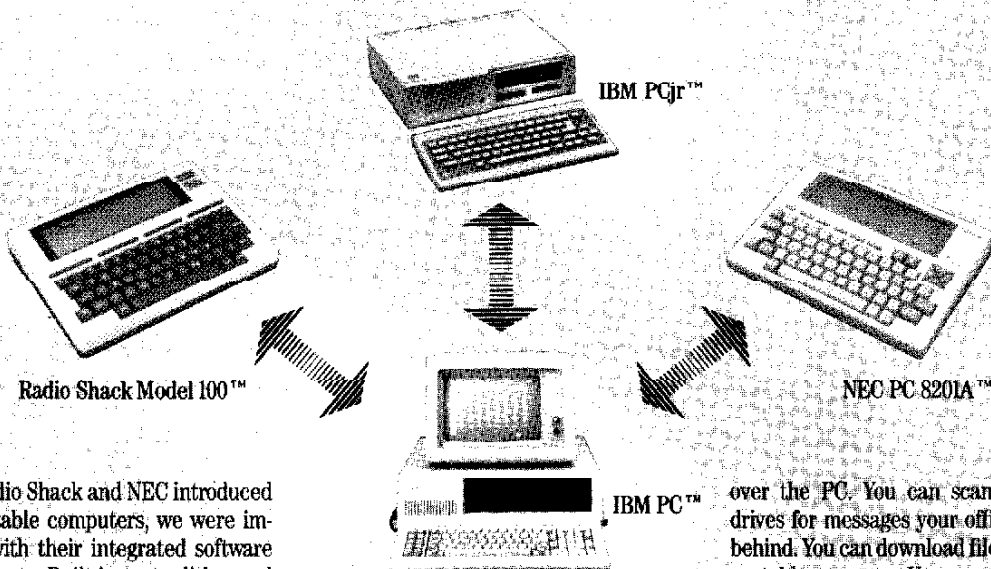 IBM PCjr™
Radio Shack Model 100™
NEC PC 8201A™
IBM PC™
dio Shack and NEC introduced
able computers, we were im-
with their integrated software
over the PC. You can scan
drives for messages your off
behind. You can download file